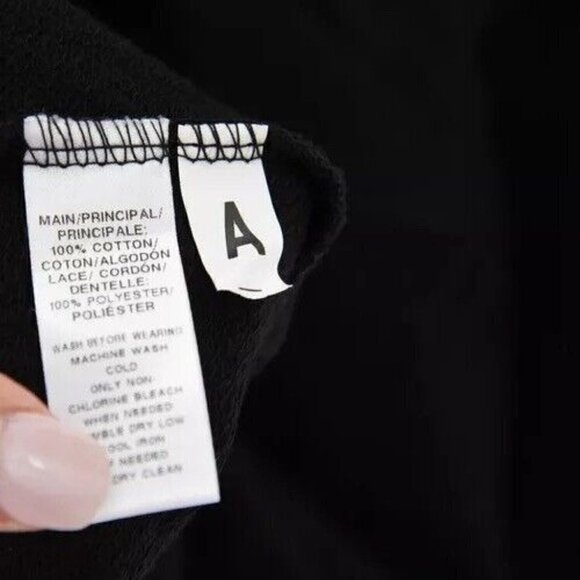 MAIN/PRINCIPAL/
PRINCIPALE:
100% COTTON/
COTON/ALGODÓN
LACE/ CORDÓN/
DENTELLE:
100% POLYESTER/
POLIÉSTER
WASH BEFORE WEARING
MACHINE WASH
COLD
ONLY NON
CHLORINE BLEACH
WHEN NEEDED
DRY LOW
IRON
NEEDED
DRY CLEAN
A